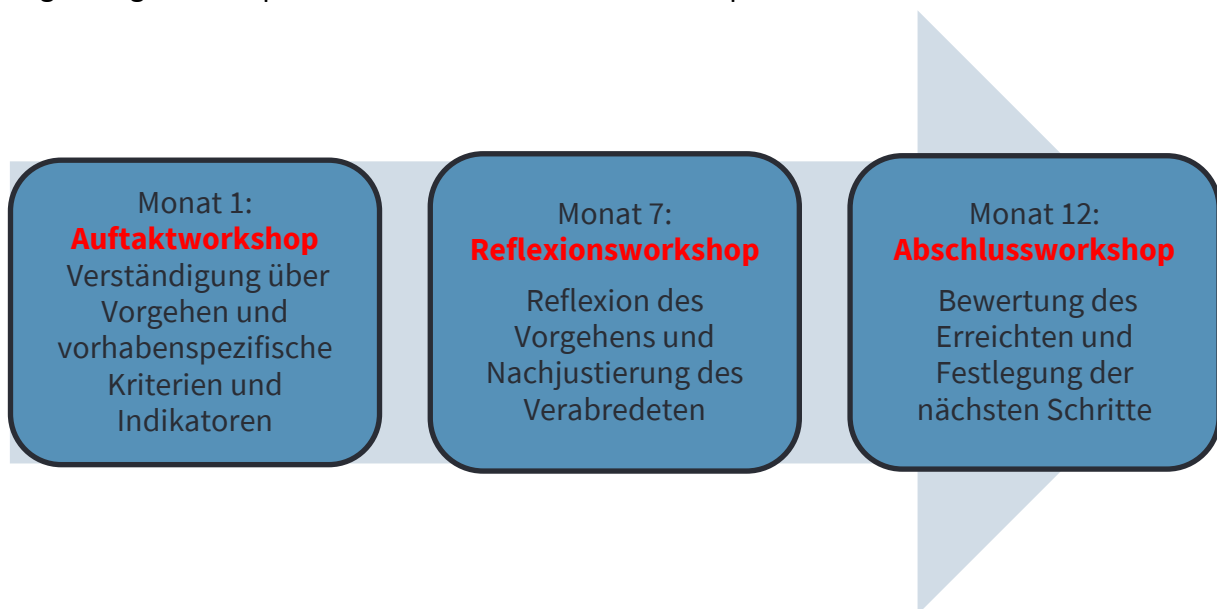 Monat 1:
Auftaktworkshop
Verständigung über
Vorgehen und
vorhabenspezifische
Kriterien und
Indikatoren
Monat 7:
Reflexionsworkshop
Reflexion des
Vorgehens und
Nachjustierung des
Verabredeten
Monat 12:
Abschlussworkshop
Bewertung des
Erreichten und
Festlegung der
nächsten Schritte